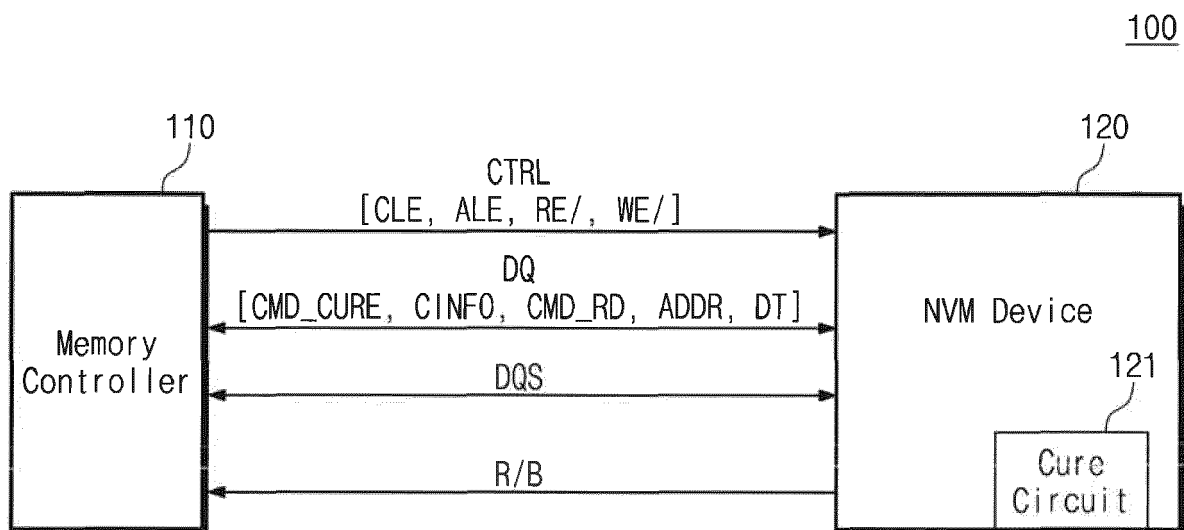 100
110
120
CTRL
[CLE, ALE, RE/, WE/]
DQ
[CMD_CURE, CINFO, CMD_RD, ADDR, DT]
Memory
Controller
NVM Device
DQS
121
R/B
Cure
Circuit